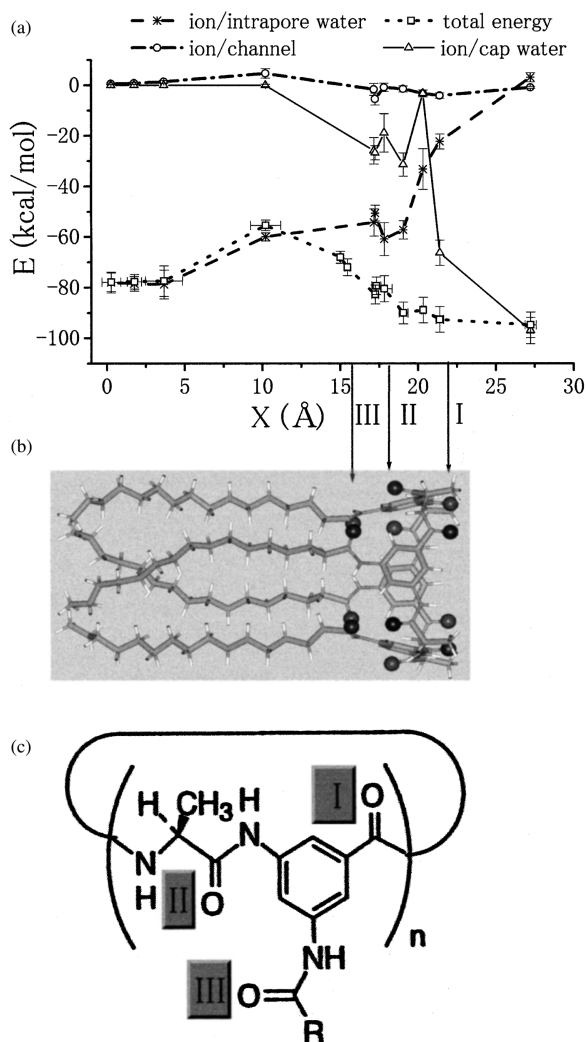 (a)
ion/intrapore water total energy
ion/channel ion/cap water
0
-20
-40
-60
-80
-100
E (kcal/mol)
0 5 10 15 20 25 30
X (Å)
III II I
(b)
(c)
I
O
H
CH3
H
N
N
H
II
O
NH
n
III
O
R